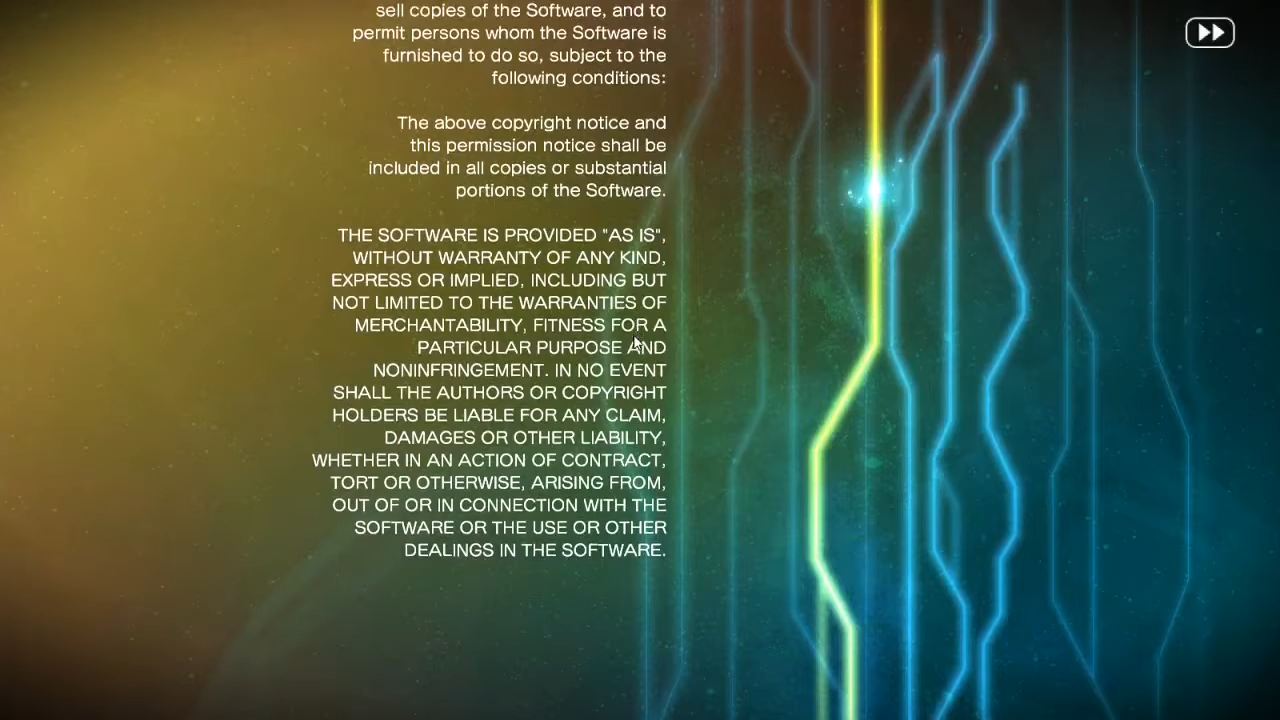 sell copies of the Software, and to
permit persons whom the Software is
furnished to do so, subject to the
following conditions:
The above copyright notice and
this permission notice shall be
included in all copies or substantial
portions of the Software.
THE SOFTWARE IS PROVIDED "AS IS",
WITHOUT WARRANTY OF ANY KIND,
EXPRESS OR IMPLIED, INCLUDING BUT
NOT LIMITED TO THE WARRANTIES OF
MERCHANTABILITY, FITNESS FOR A
PARTICULAR PURPOSE AND
NONINFRINGEMENT. IN NO EVENT
SHALL THE AUTHORS OR COPYRIGHT
HOLDERS BE LIABLE FOR ANY CLAIM,
DAMAGES OR OTHER LIABILITY,
WHETHER IN AN ACTION OF CONTRACT,
TORT OR OTHERWISE, ARISING FROM,
OUT OF OR IN CONNECTION WITH THE
SOFTWARE OR THE USE OR OTHER
DEALINGS IN THE SOFTWARE.